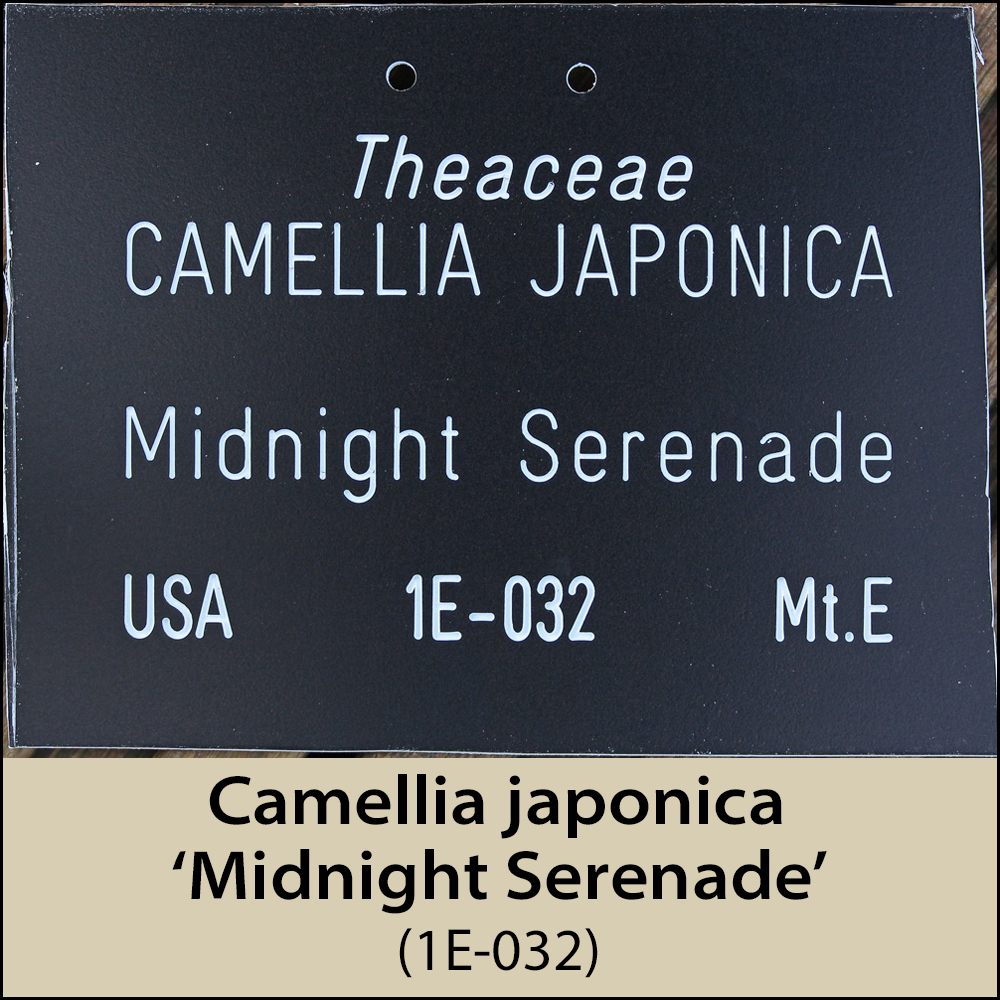 Theaceae
CAMELLIA JAPONICA
Midnight Serenade
USA 1E-032 Mt.E
Camellia japonica
‘Midnight Serenade’
(1E-032)